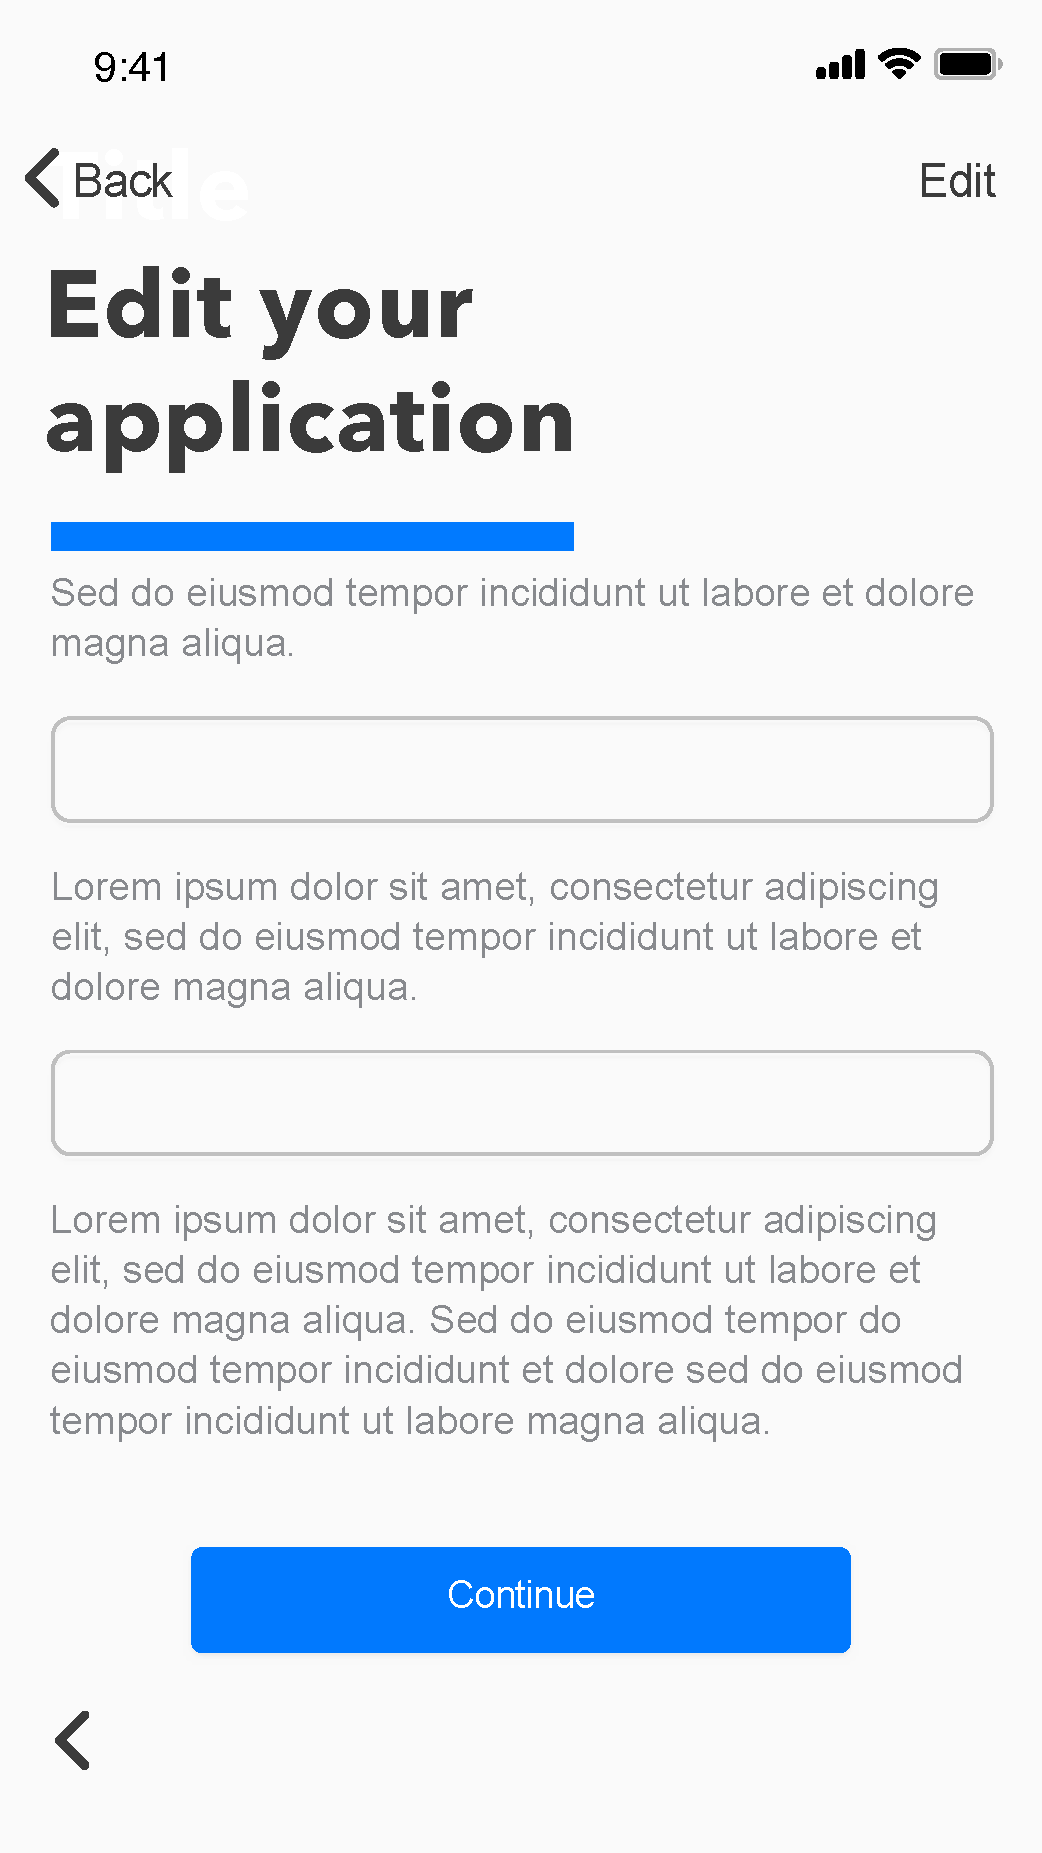 9:41
Title
Back
Edit
Edit your
application
Sed do eiusmod tempor incididunt ut labore et dolore
magna aliqua.
Lorem ipsum dolor sit amet, consectetur adipiscing
elit, sed do eiusmod tempor incididunt ut labore et
dolore magna aliqua.
Lorem ipsum dolor sit amet, consectetur adipiscing
elit, sed do eiusmod tempor incididunt ut labore et
dolore magna aliqua. Sed do eiusmod tempor do
eiusmod tempor incididunt et dolore sed do eiusmod
tempor incididunt ut labore magna aliqua.
Continue